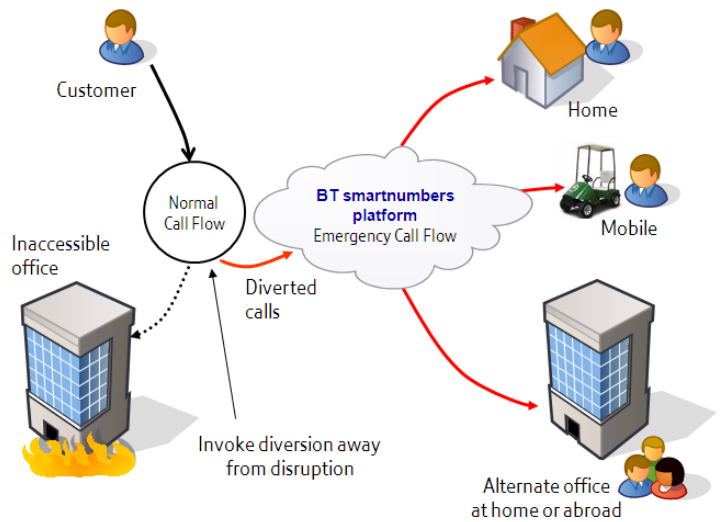 Customer
Home
Normal
Call Flow
BT smartnumbers
platform
Emergency Call Flow
Mobile
Inaccessible
office
Diverted
calls
Invoke diversion away
from disruption
Alternate office
at home or abroad